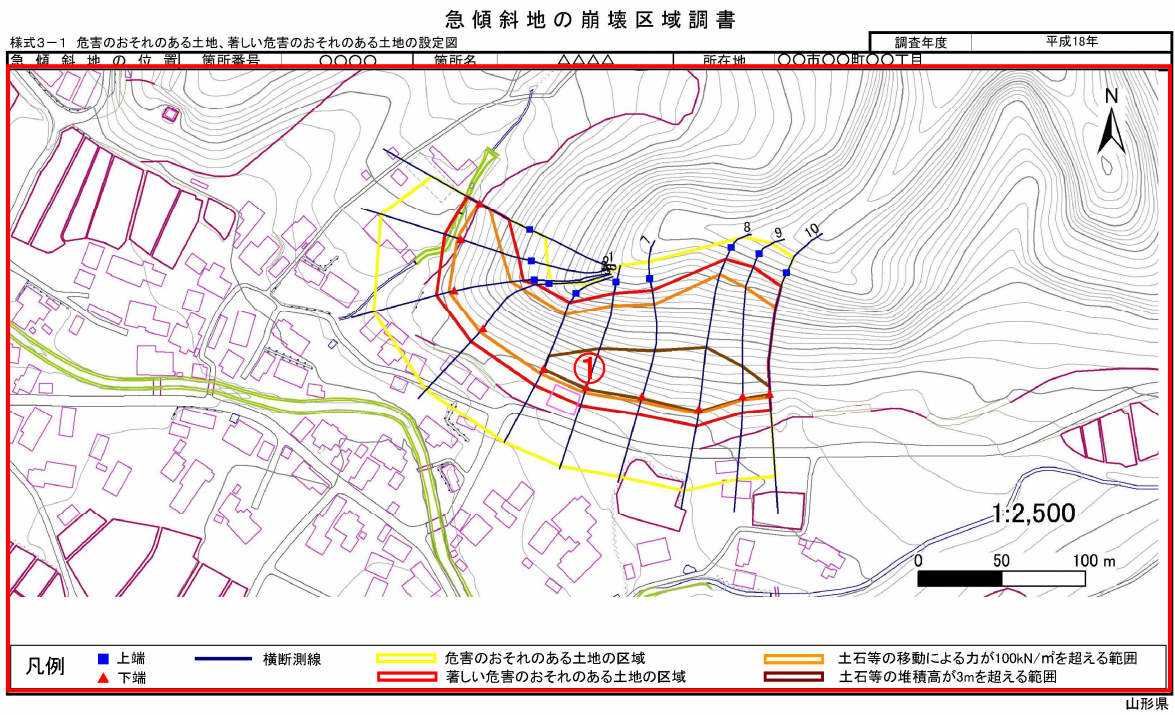 急傾斜地の崩壊区域調書
様式３－１ 危害のおそれのある土地、著しい危害のおそれのある土地の設定図
調査年度 平成18年
急傾斜地の位置 箇所番号 ○○○○ 箇所名 △△△△ 所在地 ○○市○○町○○丁目
N
7 8 9 10
1
①
1:2,500
0 50 100 m
凡例
上端 横断測線 危害のおそれのある土地の区域 土石等の移動による力が100kN/㎡を超える範囲
下端 著しい危害のおそれのある土地の区域 土石等の堆積高が3mを超える範囲
山形県